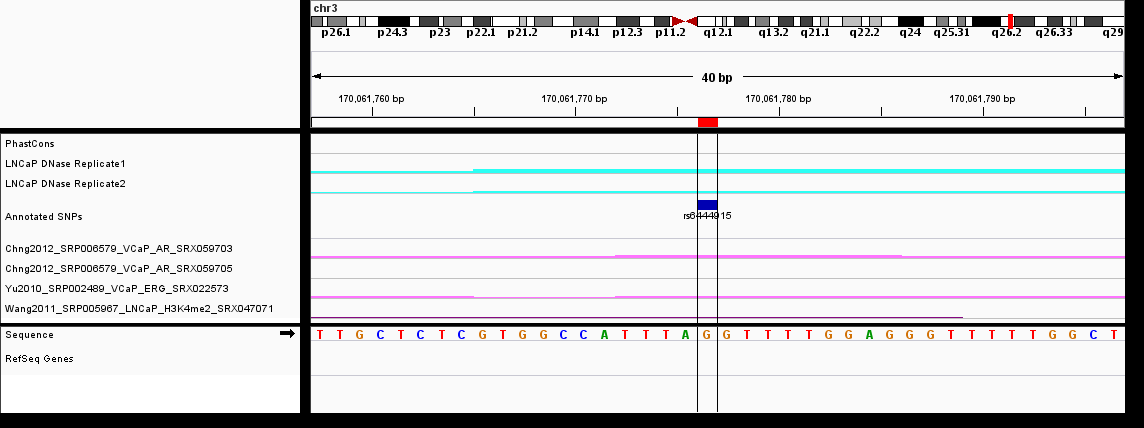 chr3
p26.1 p24.3 p23 p22.1 p21.2 p14.1 p12.3 p11.2 q12.1 q13.2 q21.1 q22.2 q24 q25.31 q26.2 q26.33 q29
40 bp
170,061,760 bp 170,061,770 bp 170,061,780 bp 170,061,790 bp
PhastCons
LNCaP DNase Replicate1
LNCaP DNase Replicate2
Annotated SNPs rs6444915
Chng2012_SRP006579_VCaP_AR_SRX059703
Chng2012_SRP006579_VCaP_AR_SRX059705
Yu2010_SRP002489_VCaP_ERG_SRX022573
Wang2011_SRP005967_LNCaP_H3K4me2_SRX047071
Sequence T T G C T C T C G T G G C C A T T T A G G T T T T G G A G G G T T T T T G G C T
RefSeq Genes